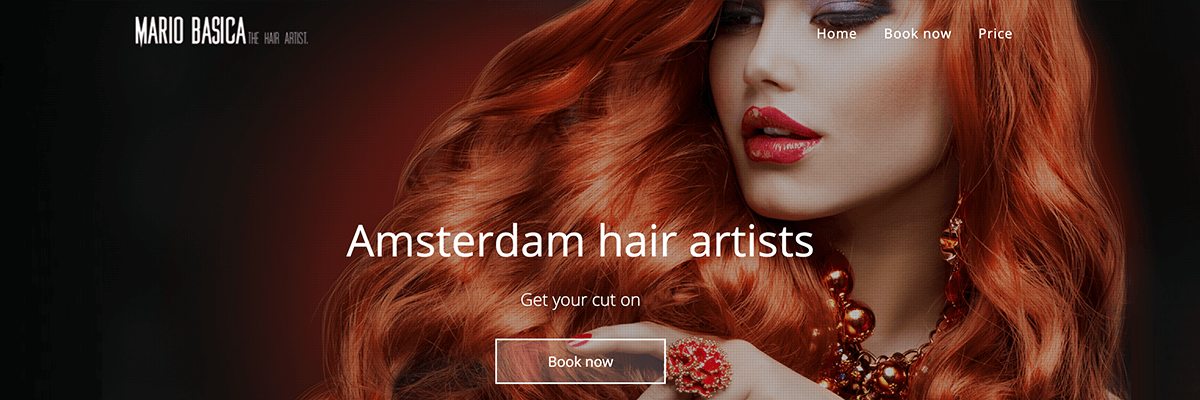 MARIO BASICA THE HAIR ARTIST.
Home Book now Price
Amsterdam hair artists
Get your cut on
Book now